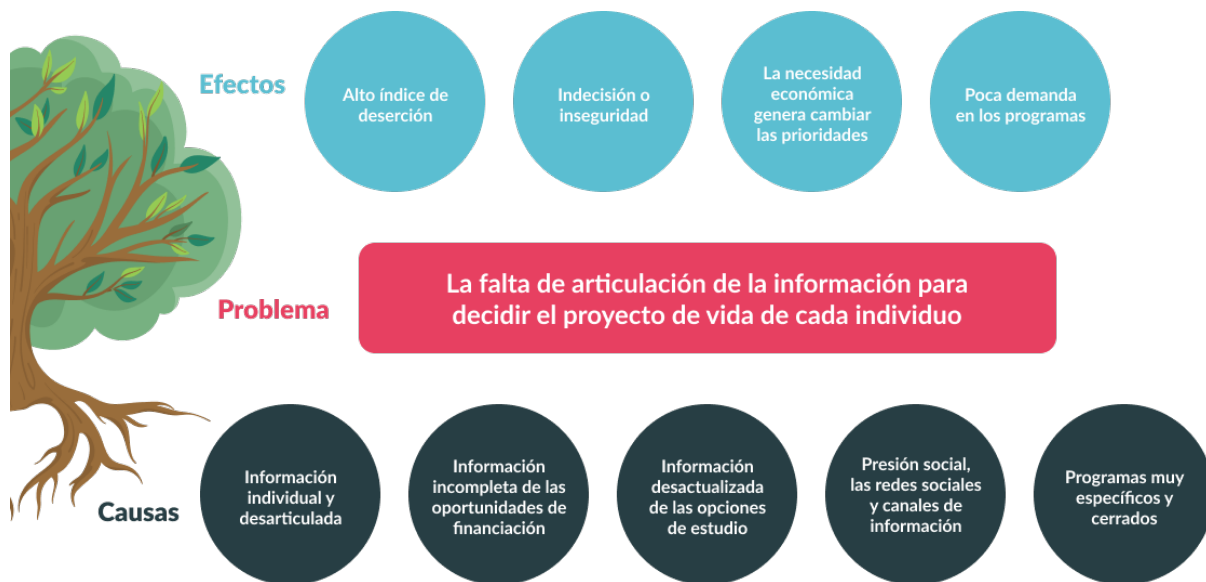 Efectos
Alto índice de
deserción
Indecisión o
inseguridad
La necesidad
económica
genera cambiar
las prioridades
Poca demanda
en los programas
Problema
La falta de articulación de la información para
decidir el proyecto de vida de cada individuo
Causas
Información
individual y
desarticulada
Información
incompleta de las
oportunidades de
financiación
Información
desactualizada
de las opciones
de estudio
Presión social,
las redes sociales
y canales de
información
Programas muy
específicos y
cerrados